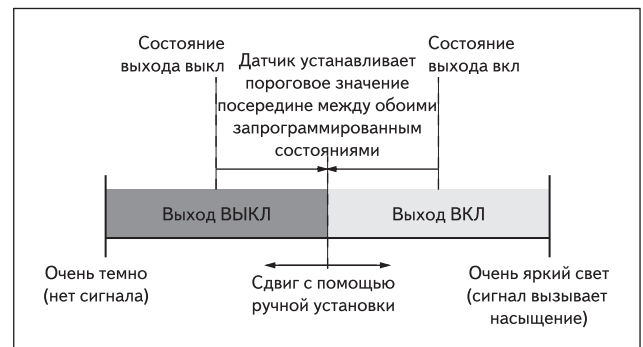 Состояние
выхода выкл
Датчик устанавливает
пороговое значение
посередине между обоими
запрограммированным
состояниями
Состояние
выхода вкл
Выход ВЫКЛ
Выход ВКЛ
Очень темно
(нет сигнала)
Сдвиг с помощью
ручной установки
Очень яркий свет
(сигнал вызывает
насыщение)